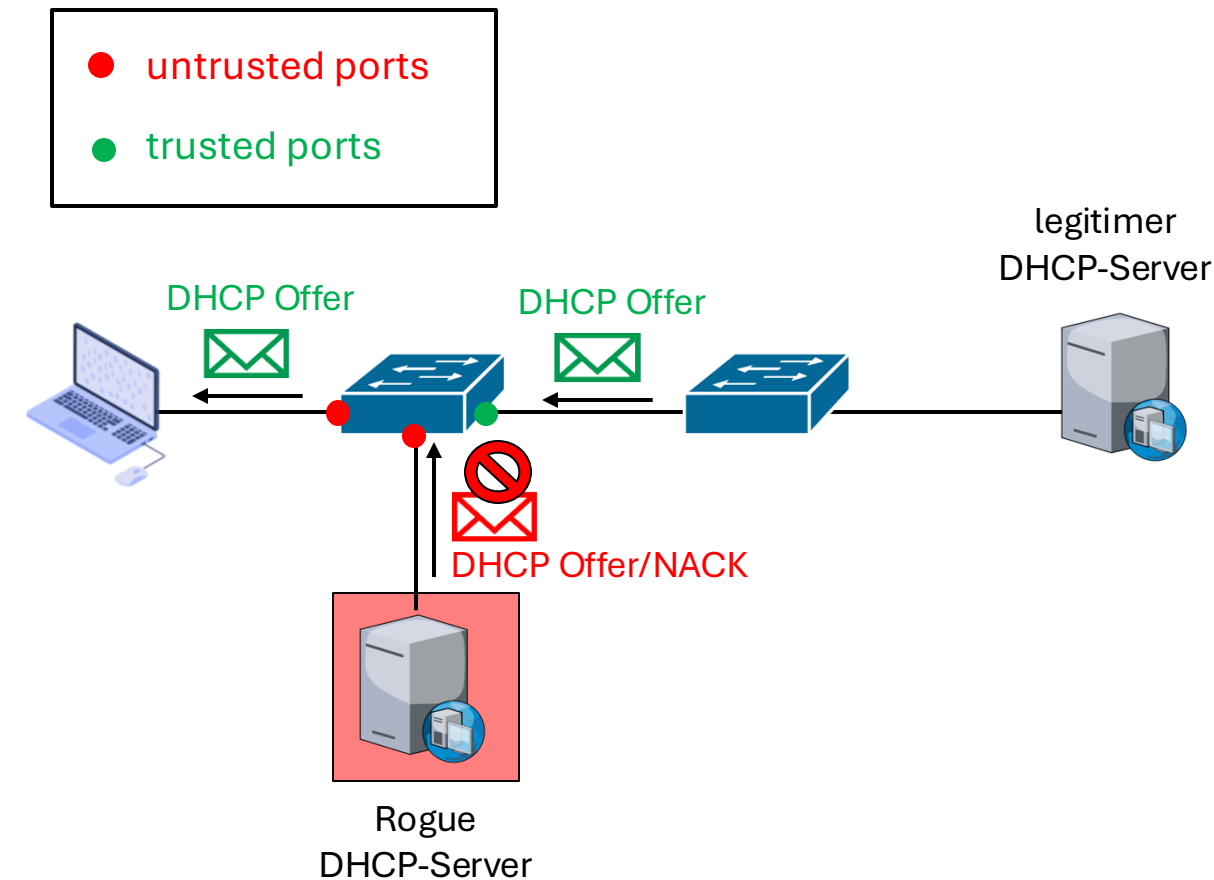 untrusted ports
trusted ports
legitimer
DHCP-Server
DHCP Offer
DHCP Offer
DHCP Offer/NACK
Rogue
DHCP-Server